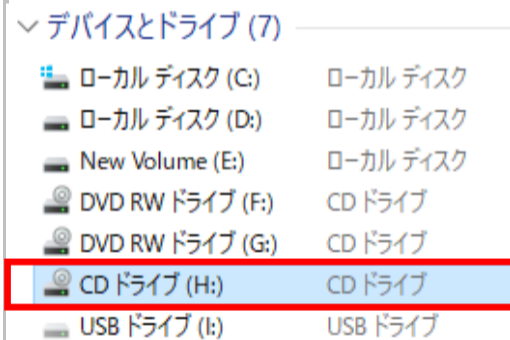 デバイスとドライブ (7)
ローカル ディスク (C:) ローカル ディスク
ローカル ディスク (D:) ローカル ディスク
New Volume (E:) ローカル ディスク
DVD RW ドライブ (F:) CD ドライブ
DVD RW ドライブ (G:) CD ドライブ
CD ドライブ (H:) CD ドライブ
USB ドライブ (I:) USB ドライブ